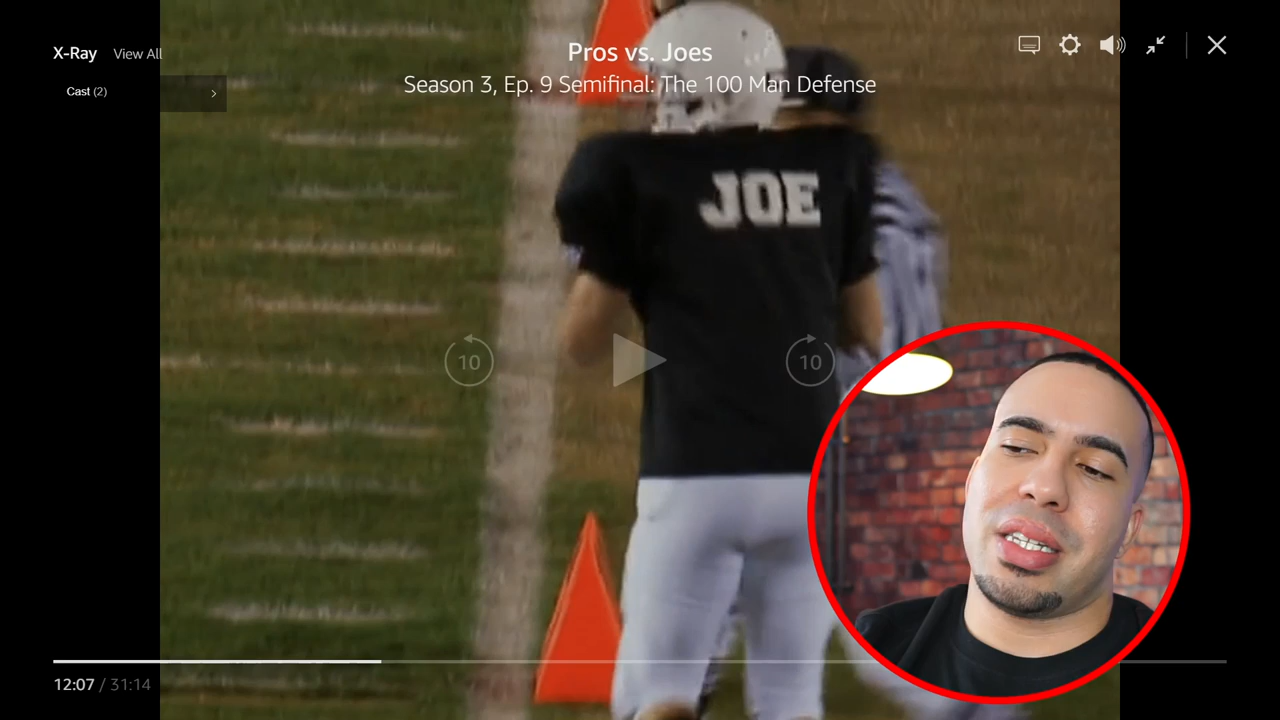 X-Ray View All
Cast (2)
Pros vs. Joes
Season 3, Ep. 9 Semifinal: The 100 Man Defense
JOE
10
10
12:07 / 31:14